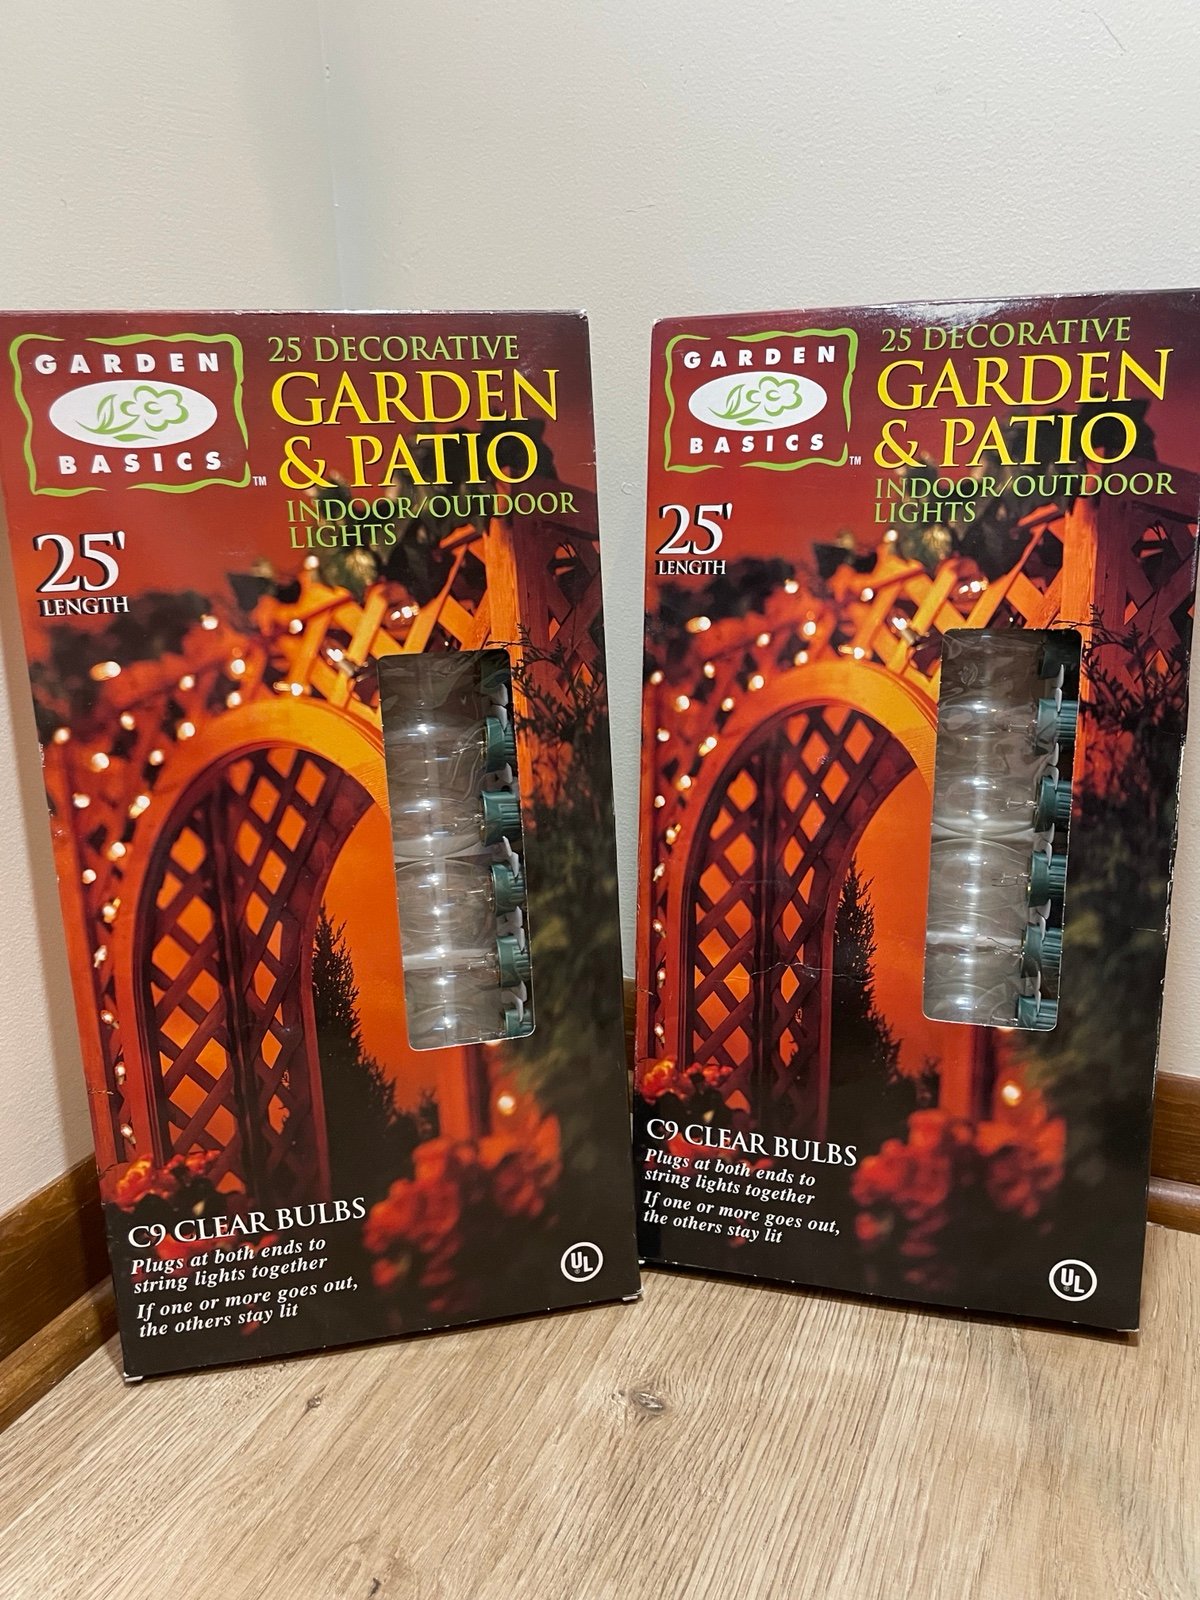 GARDEN
BASICS
TM
25 DECORATIVE
GARDEN
& PATIO
INDOOR/OUTDOOR
LIGHTS
25'
LENGTH
C9 CLEAR BULBS
Plugs at both ends to
string lights together
If one or more goes out,
the others stay lit
UL
GARDEN
BASICS
TM
25 DECORATIVE
GARDEN
& PATIO
INDOOR/OUTDOOR
LIGHTS
25'
LENGTH
C9 CLEAR BULBS
Plugs at both ends to
string lights together
If one or more goes out,
the others stay lit
UL